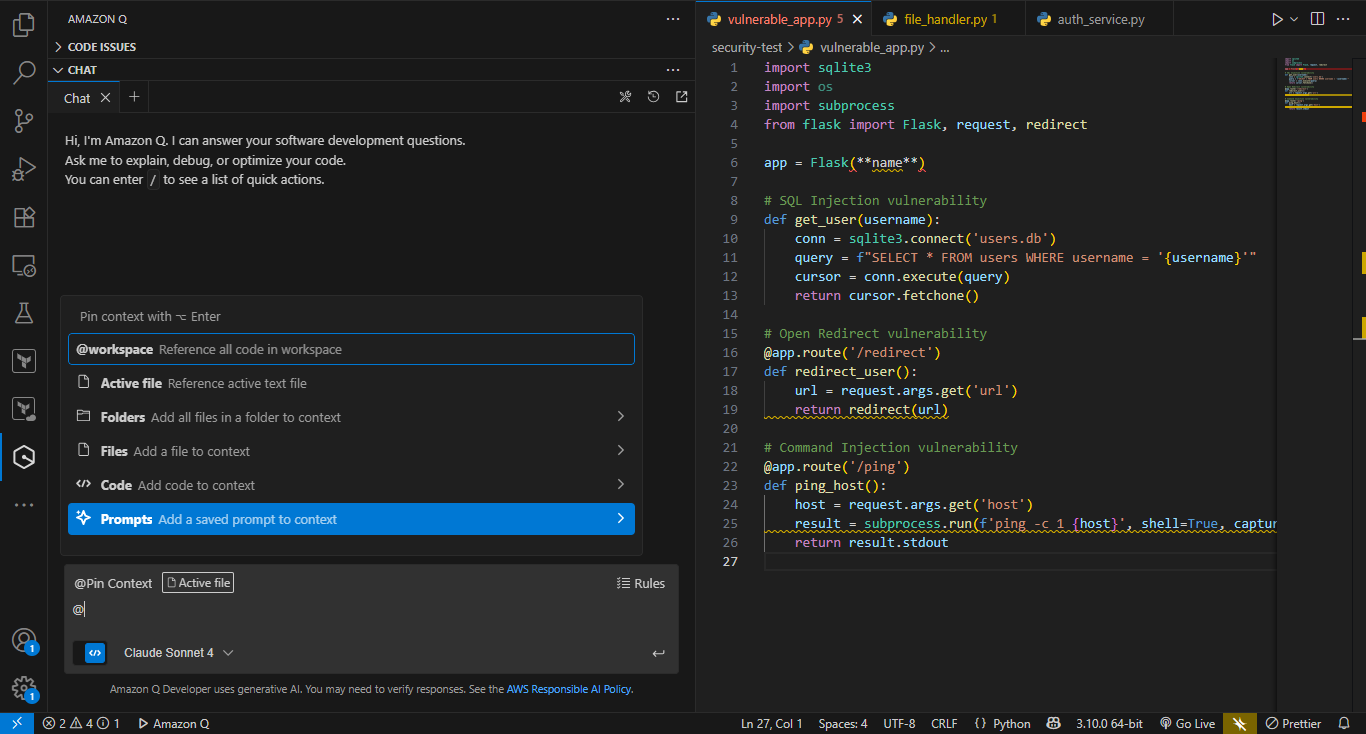 AMAZON Q
CODE ISSUES
CHAT
Chat
Hi, I'm Amazon Q. I can answer your software development questions.
Ask me to explain, debug, or optimize your code.
You can enter / to see a list of quick actions.
Pin context with ⌥ Enter
@workspace Reference all code in workspace
Active file Reference active text file
Folders Add all files in a folder to context
Files Add a file to context
Code Add code to context
Prompts Add a saved prompt to context
@Pin Context Active file Rules
@
Claude Sonnet 4
Amazon Q Developer uses generative AI. You may need to verify responses. See the AWS Responsible AI Policy.
vulnerable_app.py 5 file_handler.py 1 auth_service.py
security-test > vulnerable_app.py > ...
1 import sqlite3
2 import os
3 import subprocess
4 from flask import Flask, request, redirect
5
6 app = Flask(**name**)
7
8 # SQL Injection vulnerability
9 def get_user(username):
10     conn = sqlite3.connect('users.db')
11     query = f"SELECT * FROM users WHERE username = '{username}'"
12     cursor = conn.execute(query)
13     return cursor.fetchone()
14
15 # Open Redirect vulnerability
16 @app.route('/redirect')
17 def redirect_user():
18     url = request.args.get('url')
19     return redirect(url)
20
21 # Command Injection vulnerability
22 @app.route('/ping')
23 def ping_host():
24     host = request.args.get('host')
25     result = subprocess.run(f'ping -c 1 {host}', shell=True, captur
26     return result.stdout
27
1
1
2 4 1 Amazon Q Ln 27, Col 1 Spaces: 4 UTF-8 CRLF {} Python 3.10.0 64-bit Go Live Prettier